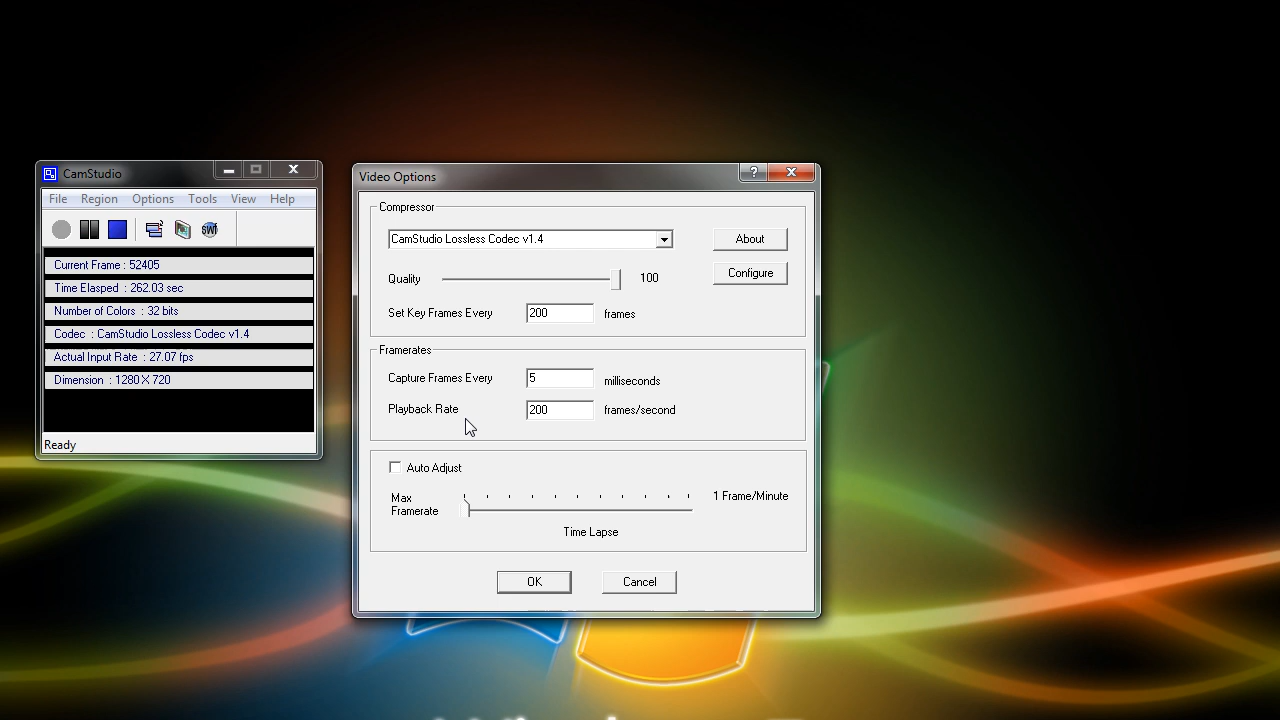 CamStudio
File Region Options Tools View Help
SWF
Current Frame : 52405
Time Elasped : 262.03 sec
Number of Colors : 32 bits
Codec : CamStudio Lossless Codec v1.4
Actual Input Rate : 27.07 fps
Dimension : 1280 X 720
Ready
Video Options
?
Compressor
CamStudio Lossless Codec v1.4
About
Quality
100
Configure
Set Key Frames Every
200
frames
Framerates
Capture Frames Every
5
milliseconds
Playback Rate
200
frames/second
Auto Adjust
Max
Framerate
1 Frame/Minute
Time Lapse
OK
Cancel